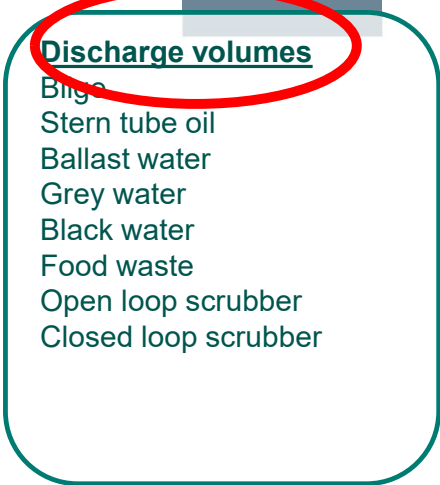 Discharge volumes
Bilge
Stern tube oil
Ballast water
Grey water
Black water
Food waste
Open loop scrubber
Closed loop scrubber